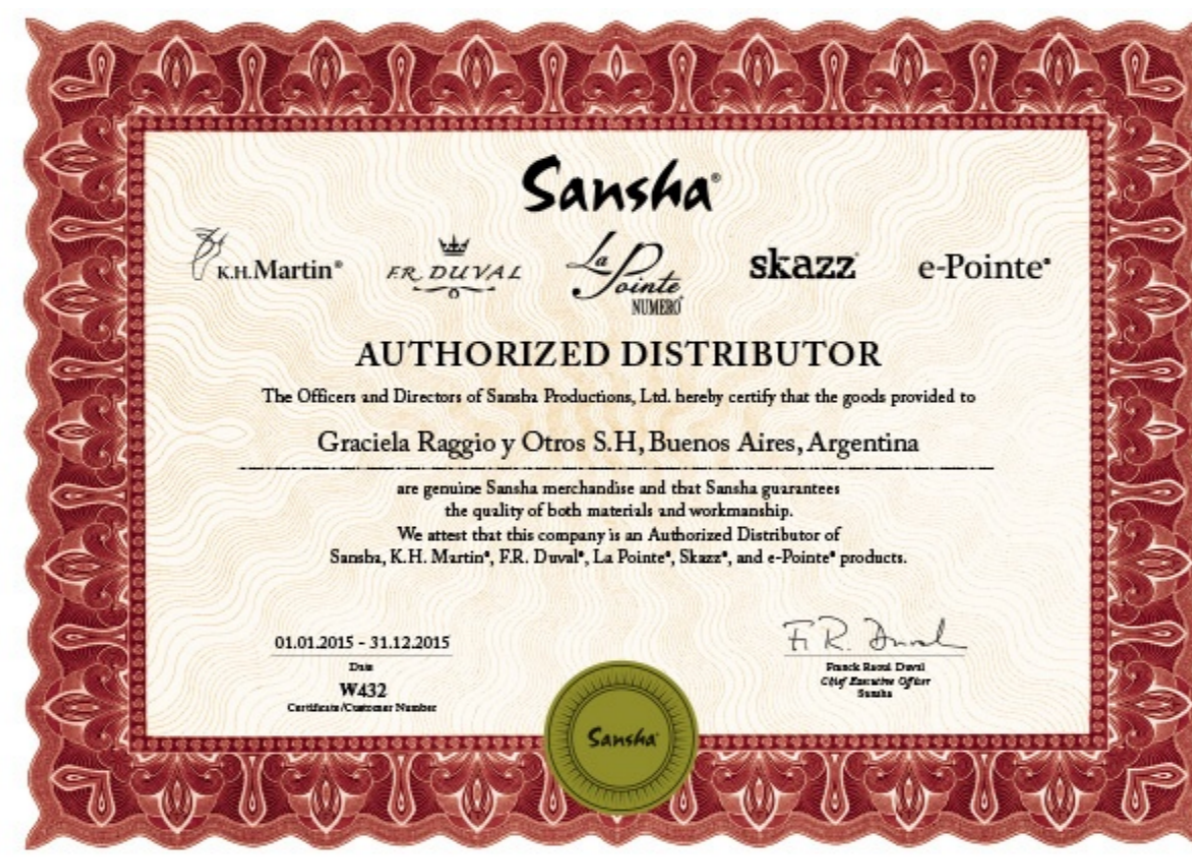 Sansha®
K.H.Martin®
F.R. DUVAL
La Pointe
NUMERO
skazz
e-Pointe®
AUTHORIZED DISTRIBUTOR
The Officers and Directors of Sansha Productions, Ltd. hereby certify that the goods provided to
Graciela Raggio y Otros S.H, Buenos Aires, Argentina
are genuine Sansha merchandise and that Sansha guarantees
the quality of both materials and workmanship.
We attest that this company is an Authorized Distributor of
Sansha, K.H. Martin®, F.R. Duval®, La Pointe®, Skazz®, and e-Pointe® products.
01.01.2015 - 31.12.2015
Date
W432
Certificate/Customer Number
F. R. Duval
Franck Raoul Duval
Chief Executive Officer
Sansha
Sansha